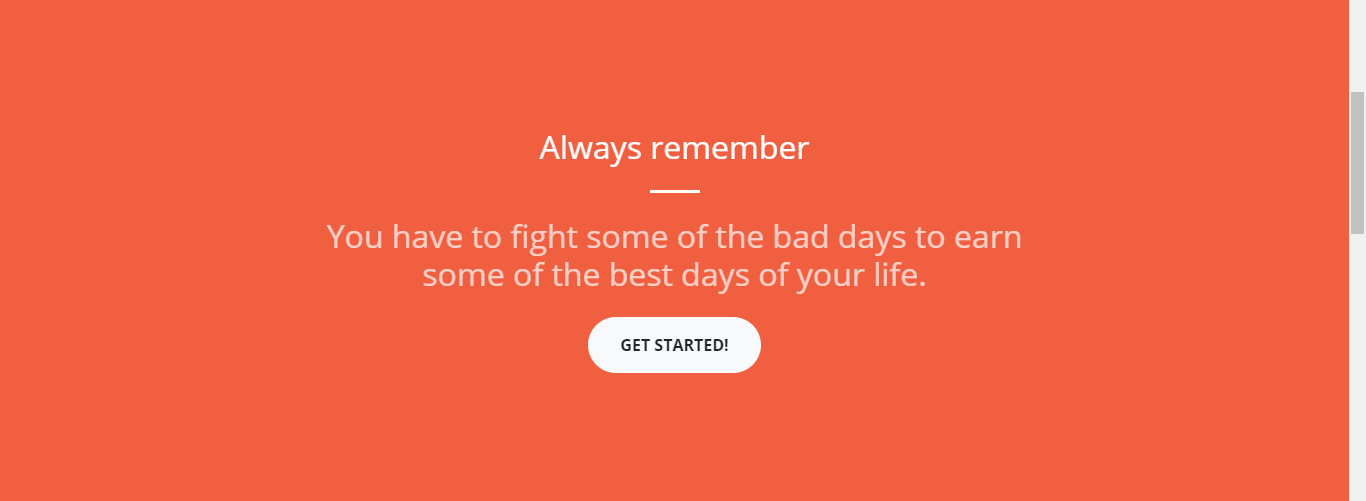 Always remember
You have to fight some of the bad days to earn
some of the best days of your life.
GET STARTED!